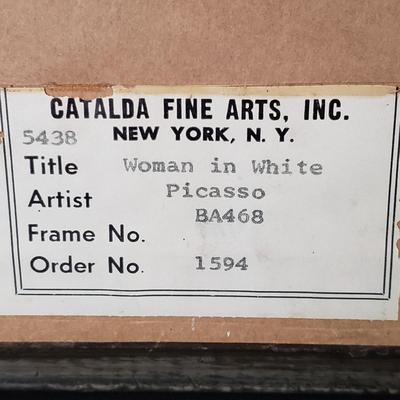 CATALDA FINE ARTS, INC.
5438 NEW YORK, N. Y.
Title Woman in White
Artist Picasso
Frame No. BA468
Order No. 1594